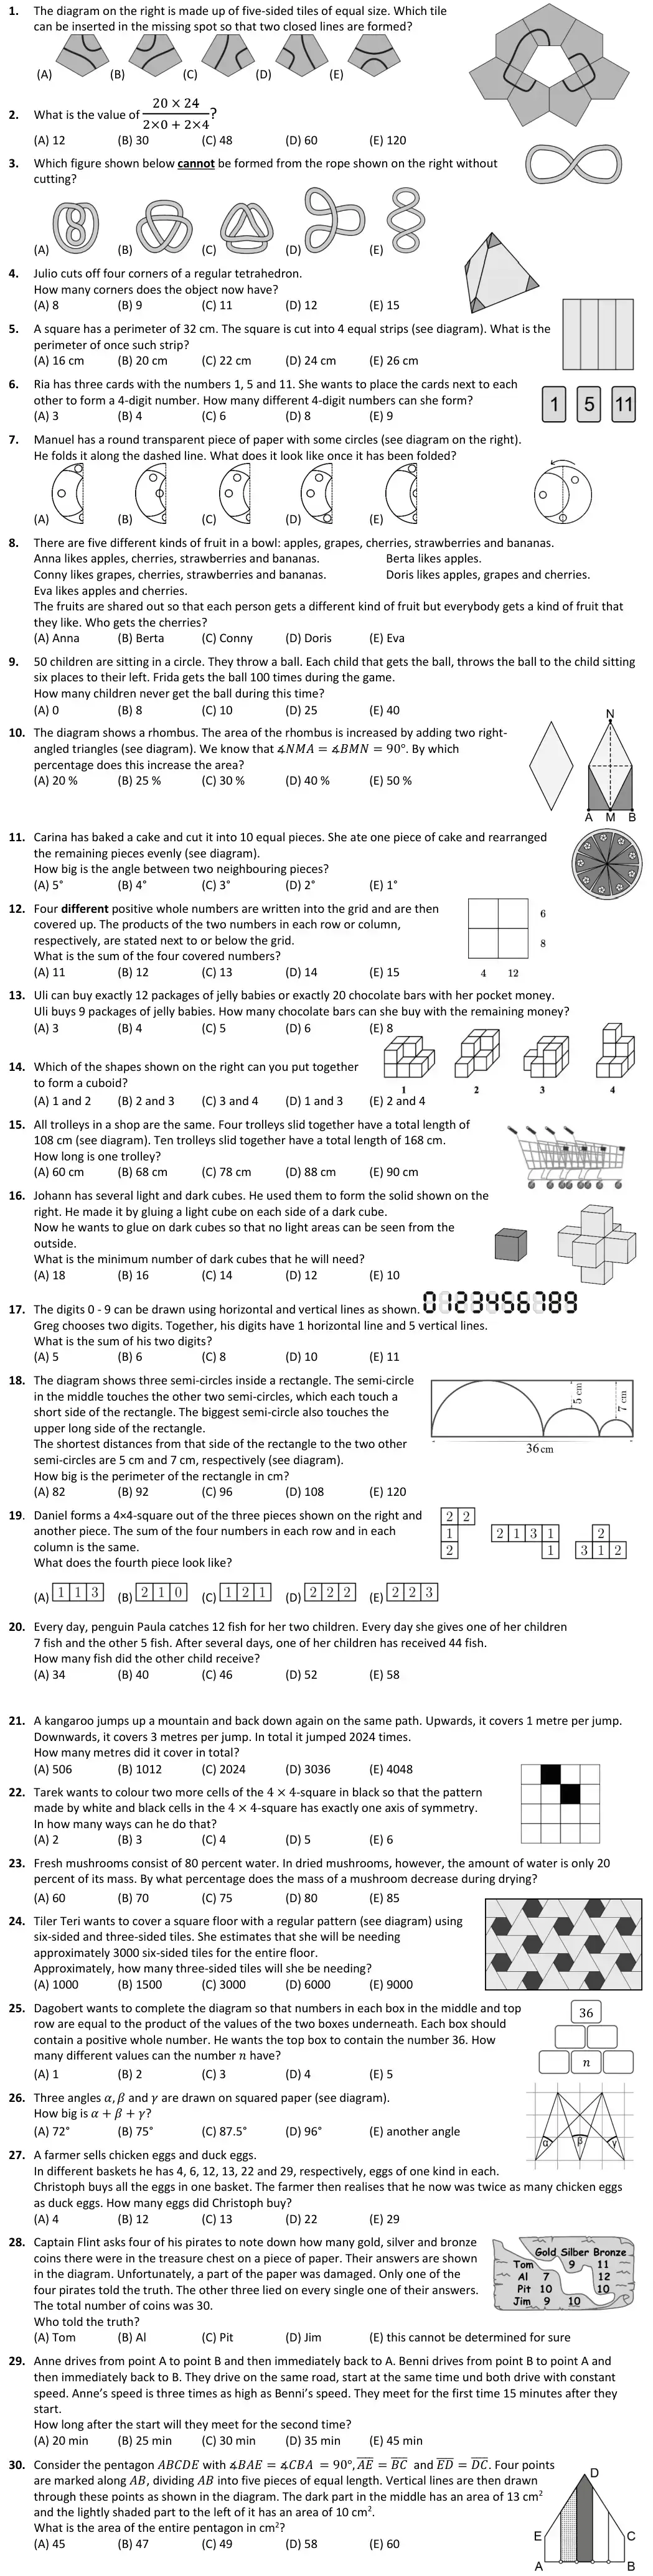 1. The diagram on the right is made up of five-sided tiles of equal size. Which tile
can be inserted in the missing spot so that two closed lines are formed?
(A) (B) (C) (D) (E)
2. What is the value of 20 × 24 / 2×0 + 2×4?
(A) 12 (B) 30 (C) 48 (D) 60 (E) 120
3. Which figure shown below cannot be formed from the rope shown on the right without
cutting?
(A) (B) (C) (D) (E)
4. Julio cuts off four corners of a regular tetrahedron.
How many corners does the object now have?
(A) 8 (B) 9 (C) 11 (D) 12 (E) 15
5. A square has a perimeter of 32 cm. The square is cut into 4 equal strips (see diagram). What is the
perimeter of once such strip?
(A) 16 cm (B) 20 cm (C) 22 cm (D) 24 cm (E) 26 cm
6. Ria has three cards with the numbers 1, 5 and 11. She wants to place the cards next to each
other to form a 4-digit number. How many different 4-digit numbers can she form?
(A) 3 (B) 4 (C) 6 (D) 8 (E) 9
1 5 11
7. Manuel has a round transparent piece of paper with some circles (see diagram on the right).
He folds it along the dashed line. What does it look like once it has been folded?
(A) (B) (C) (D) (E)
8. There are five different kinds of fruit in a bowl: apples, grapes, cherries, strawberries and bananas.
Anna likes apples, cherries, strawberries and bananas. Berta likes apples.
Conny likes grapes, cherries, strawberries and bananas. Doris likes apples, grapes and cherries.
Eva likes apples and cherries.
The fruits are shared out so that each person gets a different kind of fruit but everybody gets a kind of fruit that
they like. Who gets the cherries?
(A) Anna (B) Berta (C) Conny (D) Doris (E) Eva
9. 50 children are sitting in a circle. They throw a ball. Each child that gets the ball, throws the ball to the child sitting
six places to their left. Frida gets the ball 100 times during the game.
How many children never get the ball during this time?
(A) 0 (B) 8 (C) 10 (D) 25 (E) 40
10. The diagram shows a rhombus. The area of the rhombus is increased by adding two right-
angled triangles (see diagram). We know that ∡NMA = ∡BMN = 90°. By which
percentage does this increase the area?
(A) 20 % (B) 25 % (C) 30 % (D) 40 % (E) 50 %
N
A M B
11. Carina has baked a cake and cut it into 10 equal pieces. She ate one piece of cake and rearranged
the remaining pieces evenly (see diagram).
How big is the angle between two neighbouring pieces?
(A) 5° (B) 4° (C) 3° (D) 2° (E) 1°
12. Four different positive whole numbers are written into the grid and are then
covered up. The products of the two numbers in each row or column,
respectively, are stated next to or below the grid.
What is the sum of the four covered numbers?
(A) 11 (B) 12 (C) 13 (D) 14 (E) 15
6
8
4 12
13. Uli can buy exactly 12 packages of jelly babies or exactly 20 chocolate bars with her pocket money.
Uli buys 9 packages of jelly babies. How many chocolate bars can she buy with the remaining money?
(A) 3 (B) 4 (C) 5 (D) 6 (E) 8
14. Which of the shapes shown on the right can you put together
to form a cuboid?
(A) 1 and 2 (B) 2 and 3 (C) 3 and 4 (D) 1 and 3 (E) 2 and 4
1 2 3 4
15. All trolleys in a shop are the same. Four trolleys slid together have a total length of
108 cm (see diagram). Ten trolleys slid together have a total length of 168 cm.
How long is one trolley?
(A) 60 cm (B) 68 cm (C) 78 cm (D) 88 cm (E) 90 cm
16. Johann has several light and dark cubes. He used them to form the solid shown on the
right. He made it by gluing a light cube on each side of a dark cube.
Now he wants to glue on dark cubes so that no light areas can be seen from the
outside.
What is the minimum number of dark cubes that he will need?
(A) 18 (B) 16 (C) 14 (D) 12 (E) 10
17. The digits 0 - 9 can be drawn using horizontal and vertical lines as shown. 0123456789
Greg chooses two digits. Together, his digits have 1 horizontal line and 5 vertical lines.
What is the sum of his two digits?
(A) 5 (B) 6 (C) 8 (D) 10 (E) 11
18. The diagram shows three semi-circles inside a rectangle. The semi-circle
in the middle touches the other two semi-circles, which each touch a
short side of the rectangle. The biggest semi-circle also touches the
upper long side of the rectangle.
The shortest distances from that side of the rectangle to the two other
semi-circles are 5 cm and 7 cm, respectively (see diagram).
How big is the perimeter of the rectangle in cm?
(A) 82 (B) 92 (C) 96 (D) 108 (E) 120
5 cm
7 cm
36 cm
19. Daniel forms a 4×4-square out of the three pieces shown on the right and
another piece. The sum of the four numbers in each row and in each
column is the same.
What does the fourth piece look like?
2 2
1 2 1 3 1 2
2 1 3 1 2
(A) 1 1 3 (B) 2 1 0 (C) 1 2 1 (D) 2 2 2 (E) 2 2 3
20. Every day, penguin Paula catches 12 fish for her two children. Every day she gives one of her children
7 fish and the other 5 fish. After several days, one of her children has received 44 fish.
How many fish did the other child receive?
(A) 34 (B) 40 (C) 46 (D) 52 (E) 58
21. A kangaroo jumps up a mountain and back down again on the same path. Upwards, it covers 1 metre per jump.
Downwards, it covers 3 metres per jump. In total it jumped 2024 times.
How many metres did it cover in total?
(A) 506 (B) 1012 (C) 2024 (D) 3036 (E) 4048
22. Tarek wants to colour two more cells of the 4 × 4-square in black so that the pattern
made by white and black cells in the 4 × 4-square has exactly one axis of symmetry.
In how many ways can he do that?
(A) 2 (B) 3 (C) 4 (D) 5 (E) 6
23. Fresh mushrooms consist of 80 percent water. In dried mushrooms, however, the amount of water is only 20
percent of its mass. By what percentage does the mass of a mushroom decrease during drying?
(A) 60 (B) 70 (C) 75 (D) 80 (E) 85
24. Tiler Teri wants to cover a square floor with a regular pattern (see diagram) using
six-sided and three-sided tiles. She estimates that she will be needing
approximately 3000 six-sided tiles for the entire floor.
Approximately, how many three-sided tiles will she be needing?
(A) 1000 (B) 1500 (C) 3000 (D) 6000 (E) 9000
25. Dagobert wants to complete the diagram so that numbers in each box in the middle and top
row are equal to the product of the values of the two boxes underneath. Each box should
contain a positive whole number. He wants the top box to contain the number 36. How
many different values can the number n have?
(A) 1 (B) 2 (C) 3 (D) 4 (E) 5
36
n
26. Three angles α, β and γ are drawn on squared paper (see diagram).
How big is α + β + γ?
(A) 72° (B) 75° (C) 87.5° (D) 96° (E) another angle
α β γ
27. A farmer sells chicken eggs and duck eggs.
In different baskets he has 4, 6, 12, 13, 22 and 29, respectively, eggs of one kind in each.
Christoph buys all the eggs in one basket. The farmer then realises that he now was twice as many chicken eggs
as duck eggs. How many eggs did Christoph buy?
(A) 4 (B) 12 (C) 13 (D) 22 (E) 29
28. Captain Flint asks four of his pirates to note down how many gold, silver and bronze
coins there were in the treasure chest on a piece of paper. Their answers are shown
in the diagram. Unfortunately, a part of the paper was damaged. Only one of the
four pirates told the truth. The other three lied on every single one of their answers.
The total number of coins was 30.
Who told the truth?
(A) Tom (B) Al (C) Pit (D) Jim (E) this cannot be determined for sure
Gold Silber Bronze
Tom 9 11
Al 7 12
Pit 10 10
Jim 9 10
29. Anne drives from point A to point B and then immediately back to A. Benni drives from point B to point A and
then immediately back to B. They drive on the same road, start at the same time und both drive with constant
speed. Anne's speed is three times as high as Benni's speed. They meet for the first time 15 minutes after they
start.
How long after the start will they meet for the second time?
(A) 20 min (B) 25 min (C) 30 min (D) 35 min (E) 45 min
30. Consider the pentagon ABCDE with ∡BAE = ∡CBA = 90°, AE = BC and ED = DC. Four points
are marked along AB, dividing AB into five pieces of equal length. Vertical lines are then drawn
through these points as shown in the diagram. The dark part in the middle has an area of 13 cm²
and the lightly shaded part to the left of it has an area of 10 cm².
What is the area of the entire pentagon in cm²?
(A) 45 (B) 47 (C) 49 (D) 58 (E) 60
D
E C
A B